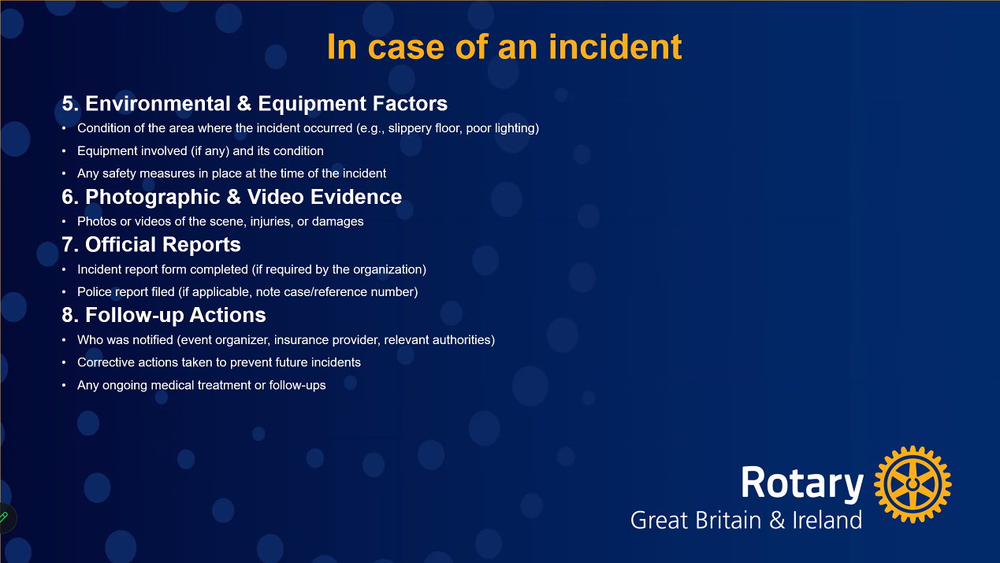 In case of an incident
5. Environmental & Equipment Factors
• Condition of the area where the incident occurred (e.g., slippery floor, poor lighting)
• Equipment involved (if any) and its condition
• Any safety measures in place at the time of the incident
6. Photographic & Video Evidence
• Photos or videos of the scene, injuries, or damages
7. Official Reports
• Incident report form completed (if required by the organization)
• Police report filed (if applicable, note case/reference number)
8. Follow-up Actions
• Who was notified (event organizer, insurance provider, relevant authorities)
• Corrective actions taken to prevent future incidents
• Any ongoing medical treatment or follow-ups
Rotary
Great Britain & Ireland